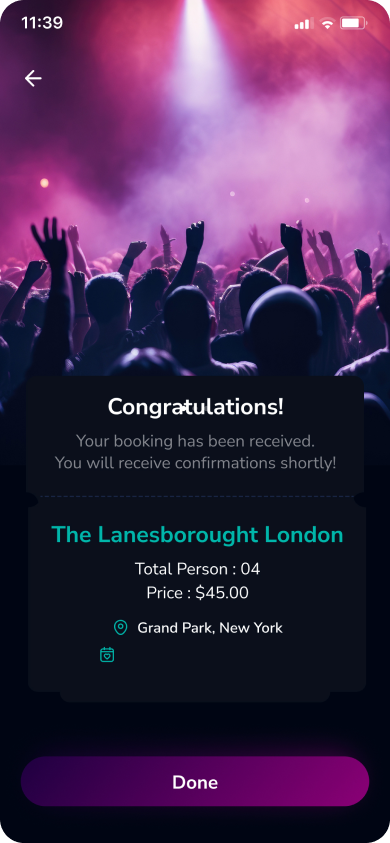 11:39
Congratulations!
Your booking has been received.
You will receive confirmations shortly!
The Lanesborought London
Total Person : 04
Price : $45.00
Grand Park, New York
Done